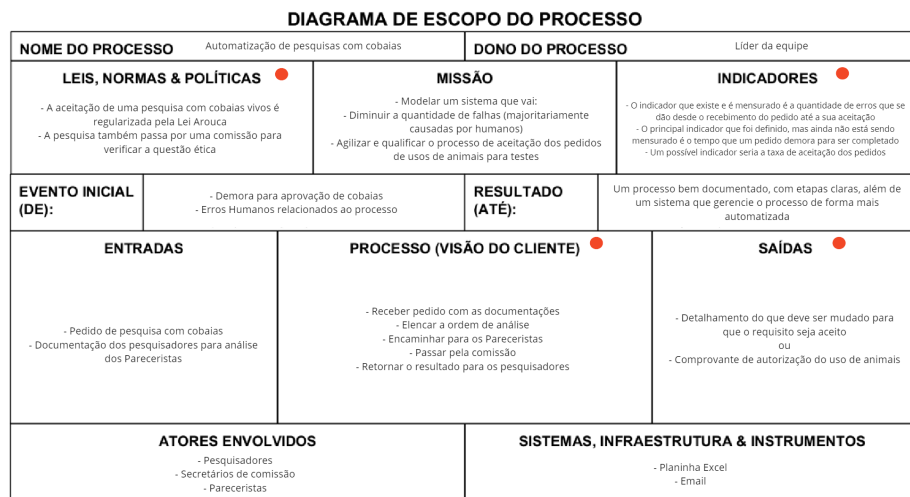 DIAGRAMA DE ESCOPO DO PROCESSO
NOME DO PROCESSO
Automatização de pesquisas com cobaias
DONO DO PROCESSO
Líder da equipe
LEIS, NORMAS & POLÍTICAS
- A aceitação de uma pesquisa com cobaias vivos é
regularizada pela Lei Arouca
- A pesquisa também passa por uma comissão para
verificar a questão ética
MISSÃO
- Modelar um sistema que vai:
- Diminuir a quantidade de falhas (majoritariamente
causadas por humanos)
- Agilizar e qualificar o processo de aceitação dos pedidos
de usos de animais para testes
INDICADORES
- O indicador que existe e é mensurado é a quantidade de erros que se
dão desde o recebimento do pedido até a sua aceitação
- O principal indicador que foi definido, mas ainda não está sendo
mensurado é o tempo que um pedido demora para ser completado
- Um possível indicador seria a taxa de aceitação dos pedidos
EVENTO INICIAL
(DE):
- Demora para aprovação de cobaias
- Erros Humanos relacionados ao processo
RESULTADO
(ATÉ):
Um processo bem documentado, com etapas claras, além de
um sistema que gerencie o processo de forma mais
automatizada
ENTRADAS
- Pedido de pesquisa com cobaias
- Documentação dos pesquisadores para análise
dos Pareceristas
PROCESSO (VISÃO DO CLIENTE)
- Receber pedido com as documentações
- Elencar a ordem de análise
- Encaminhar para os Pareceristas
- Passar pela comissão
- Retornar o resultado para os pesquisadores
SAÍDAS
- Detalhamento do que deve ser mudado para
que o requisito seja aceito
ou
- Comprovante de autorização do uso de animais
ATORES ENVOLVIDOS
- Pesquisadores
- Secretários de comissão
- Pareceristas
SISTEMAS, INFRAESTRUTURA & INSTRUMENTOS
- Planinha Excel
- Email